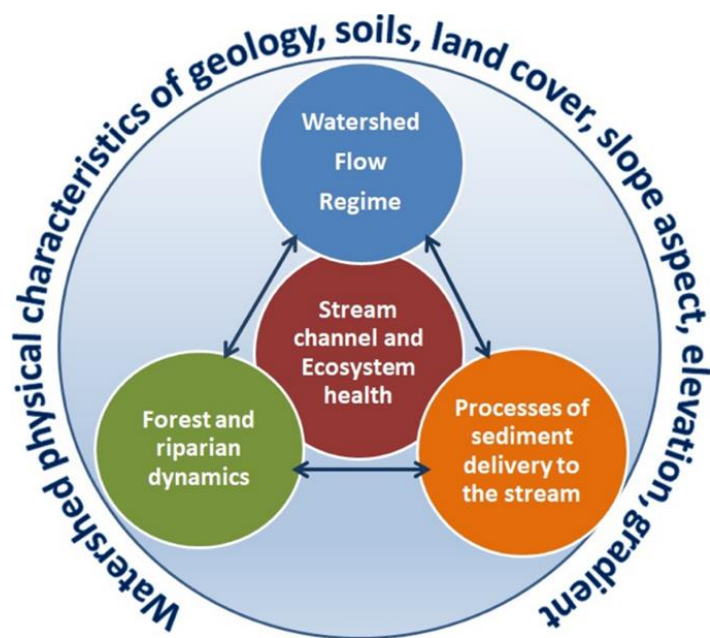 Watershed physical characteristics of geology, soils, land cover, slope aspect, elevation, gradient
Watershed
Flow
Regime
Stream
channel and
Ecosystem
health
Forest and
riparian
dynamics
Processes of
sediment
delivery to
the stream